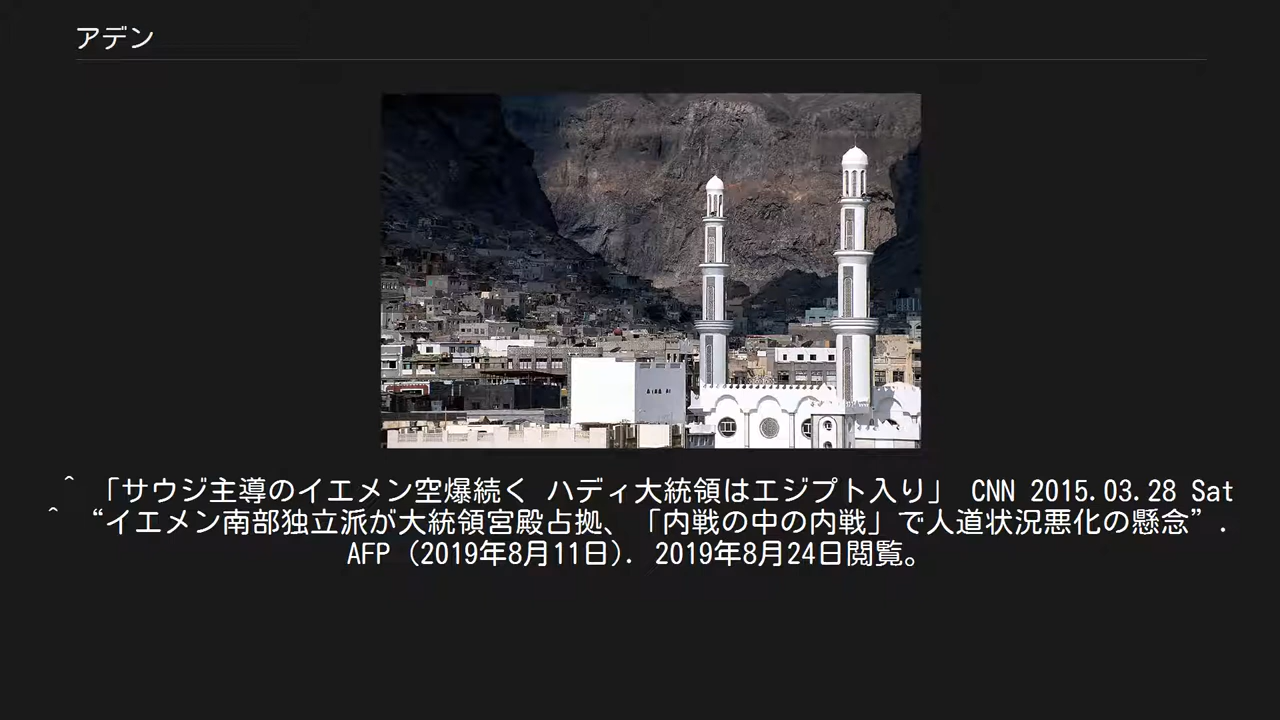 アデン
^ 「サウジ主導のイエメン空爆続く ハディ大統領はエジプト入り」 CNN 2015.03.28 Sat
^ “イエメン南部独立派が大統領宮殿占拠、「内戦の中の内戦」で人道状況悪化の懸念”.
AFP (2019年8月11日). 2019年8月24日閲覧。